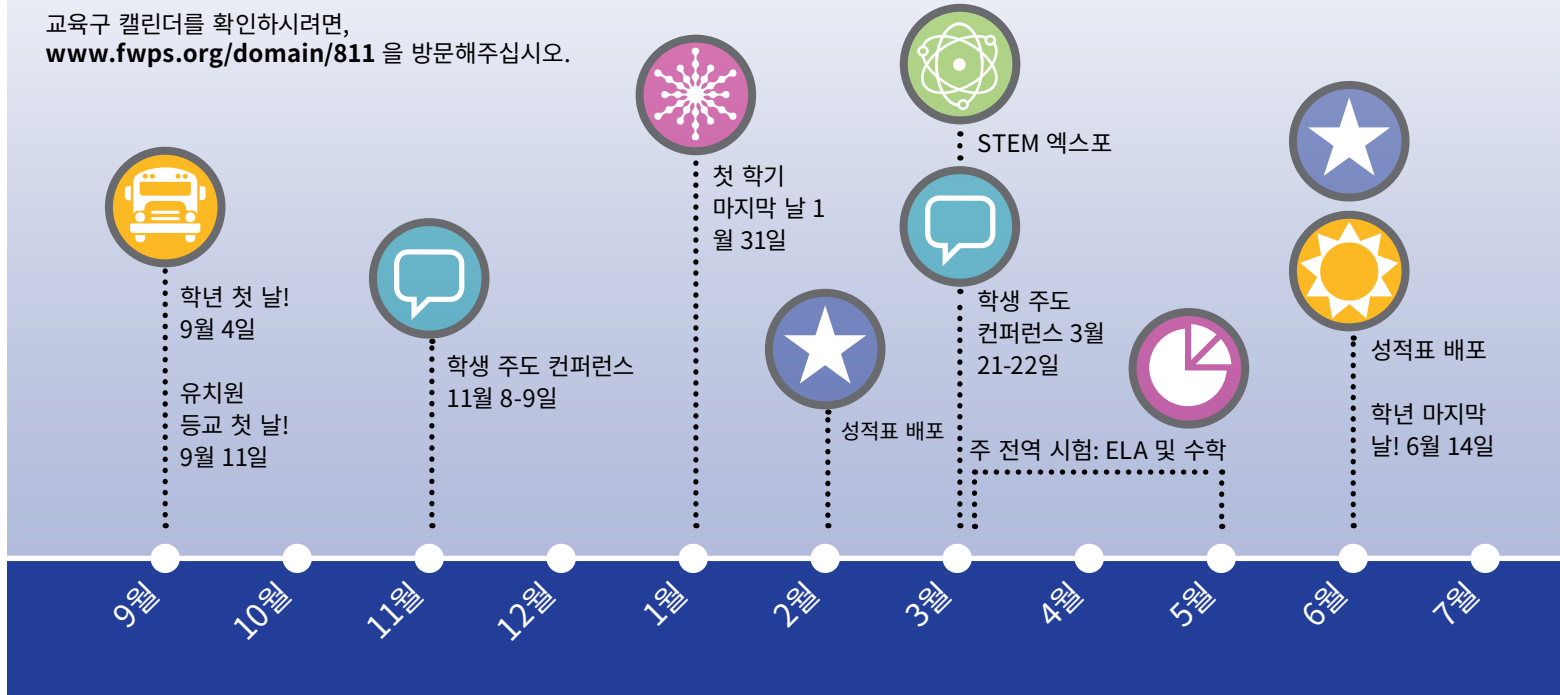 교육구 캘린더를 확인하시려면,
www.fwps.org/domain/811 을 방문해주십시오.
학년 첫 날!
9월 4일
유치원
등교 첫 날!
9월 11일
학생 주도 컨퍼런스
11월 8-9일
첫 학기
마지막 날 1
월 31일
성적표 배포
STEM 엑스포
학생 주도
컨퍼런스 3월
21-22일
주 전역 시험: ELA 및 수학
성적표 배포
학년 마지막
날! 6월 14일
9월
10월
11월
12월
1월
2월
3월
4월
5월
6월
7월